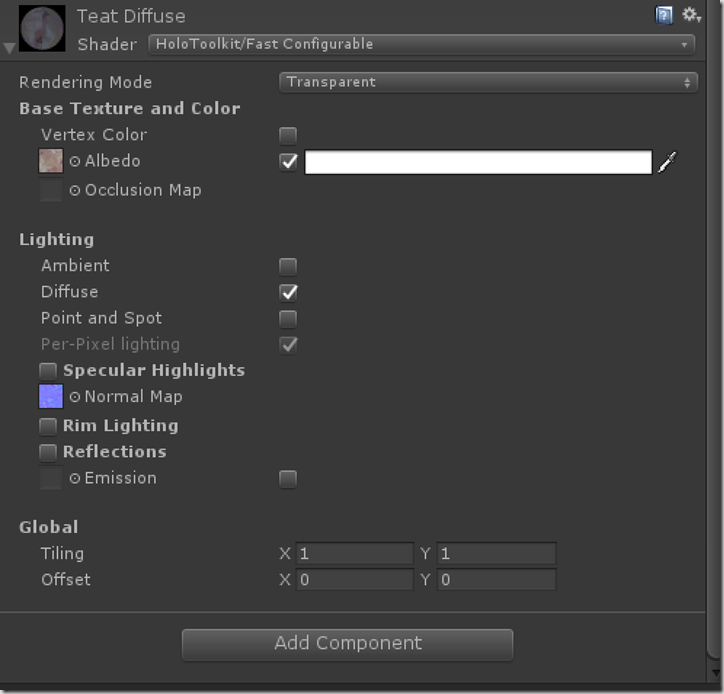 Teat Diffuse
Shader HoloToolkit/Fast Configurable
Rendering Mode Transparent
Base Texture and Color
Vertex Color
Albedo
Occlusion Map
Lighting
Ambient
Diffuse
Point and Spot
Per-Pixel lighting
Specular Highlights
Normal Map
Rim Lighting
Reflections
Emission
Global
Tiling X 1 Y 1
Offset X 0 Y 0
Add Component